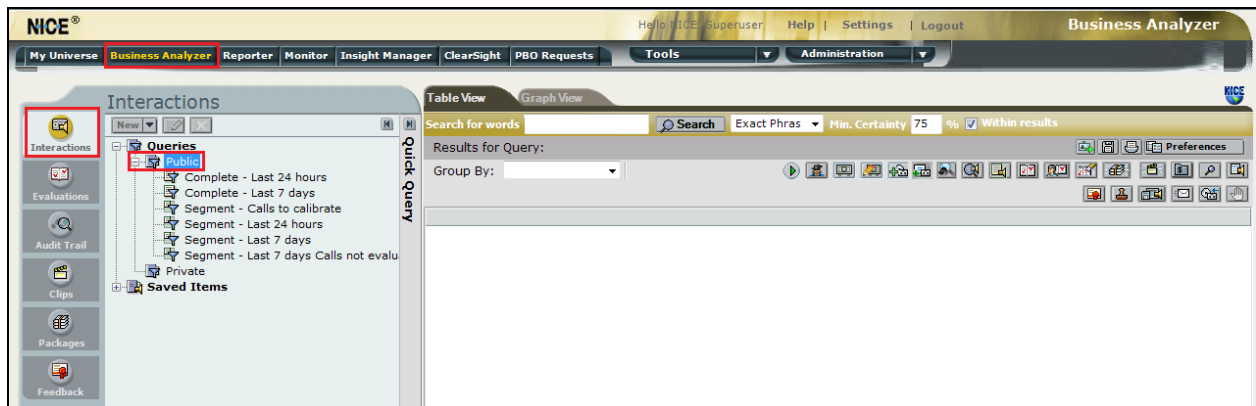 NICE®
Hello NICE Superuser Help | Settings | Logout
Business Analyzer
My Universe Business Analyzer Reporter Monitor Insight Manager ClearSight PBO Requests Tools Administration
Interactions
Table View Graph View
NICE
New
Search for words Search Exact Phras Min. Certainty 75 % Within results
Interactions
Queries
Quick Query
Results for Query:
Preferences
Public
Group By:
Complete - Last 24 hours
Complete - Last 7 days
Evaluations
Segment - Calls to calibrate
Segment - Last 24 hours
Segment - Last 7 days
Audit Trail
Segment - Last 7 days Calls not evalu
Private
Saved Items
Clips
Packages
Feedback